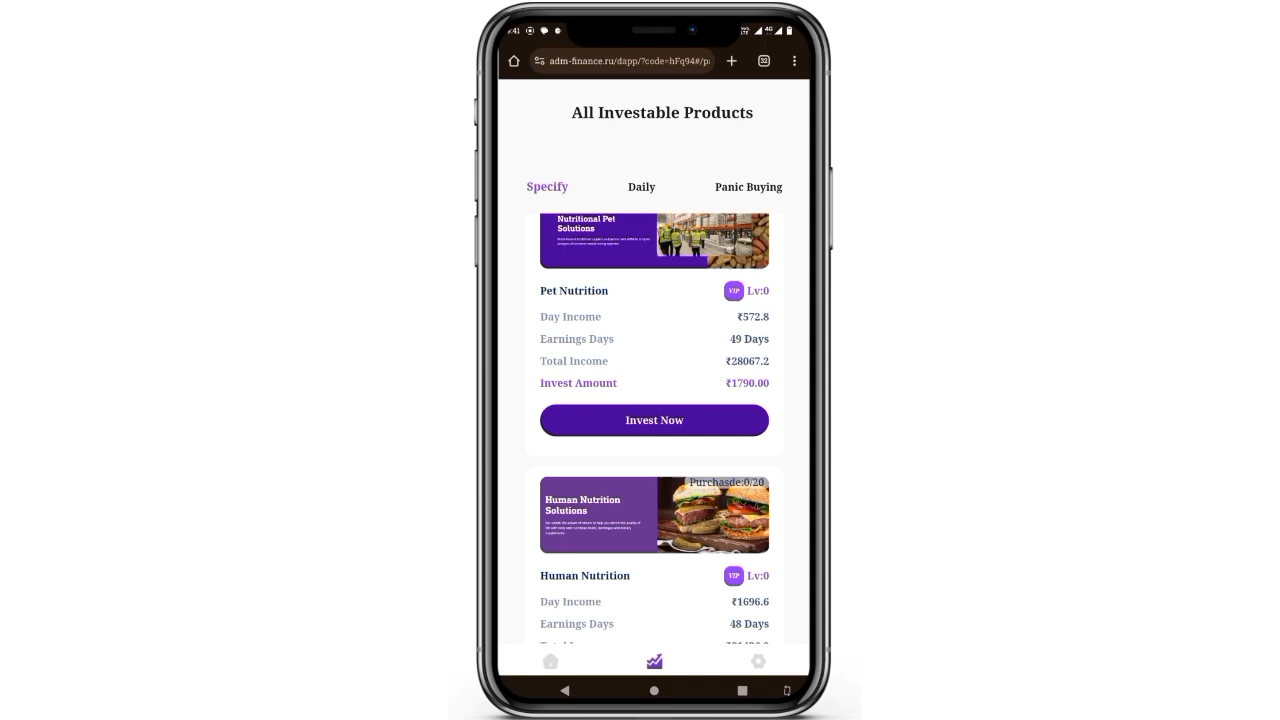 :41
4G
32
adm-finance.ru/dapp/?code=hFq94#/p
All Investable Products
Specify Daily Panic Buying
Nutritional Pet
Solutions
Pet Nutrition VIP Lv:0
Day Income ₹572.8
Earnings Days 49 Days
Total Income ₹28067.2
Invest Amount ₹1790.00
Invest Now
Purchasde:0/20
Human Nutrition
Solutions
Human Nutrition VIP Lv:0
Day Income ₹1696.6
Earnings Days 48 Days